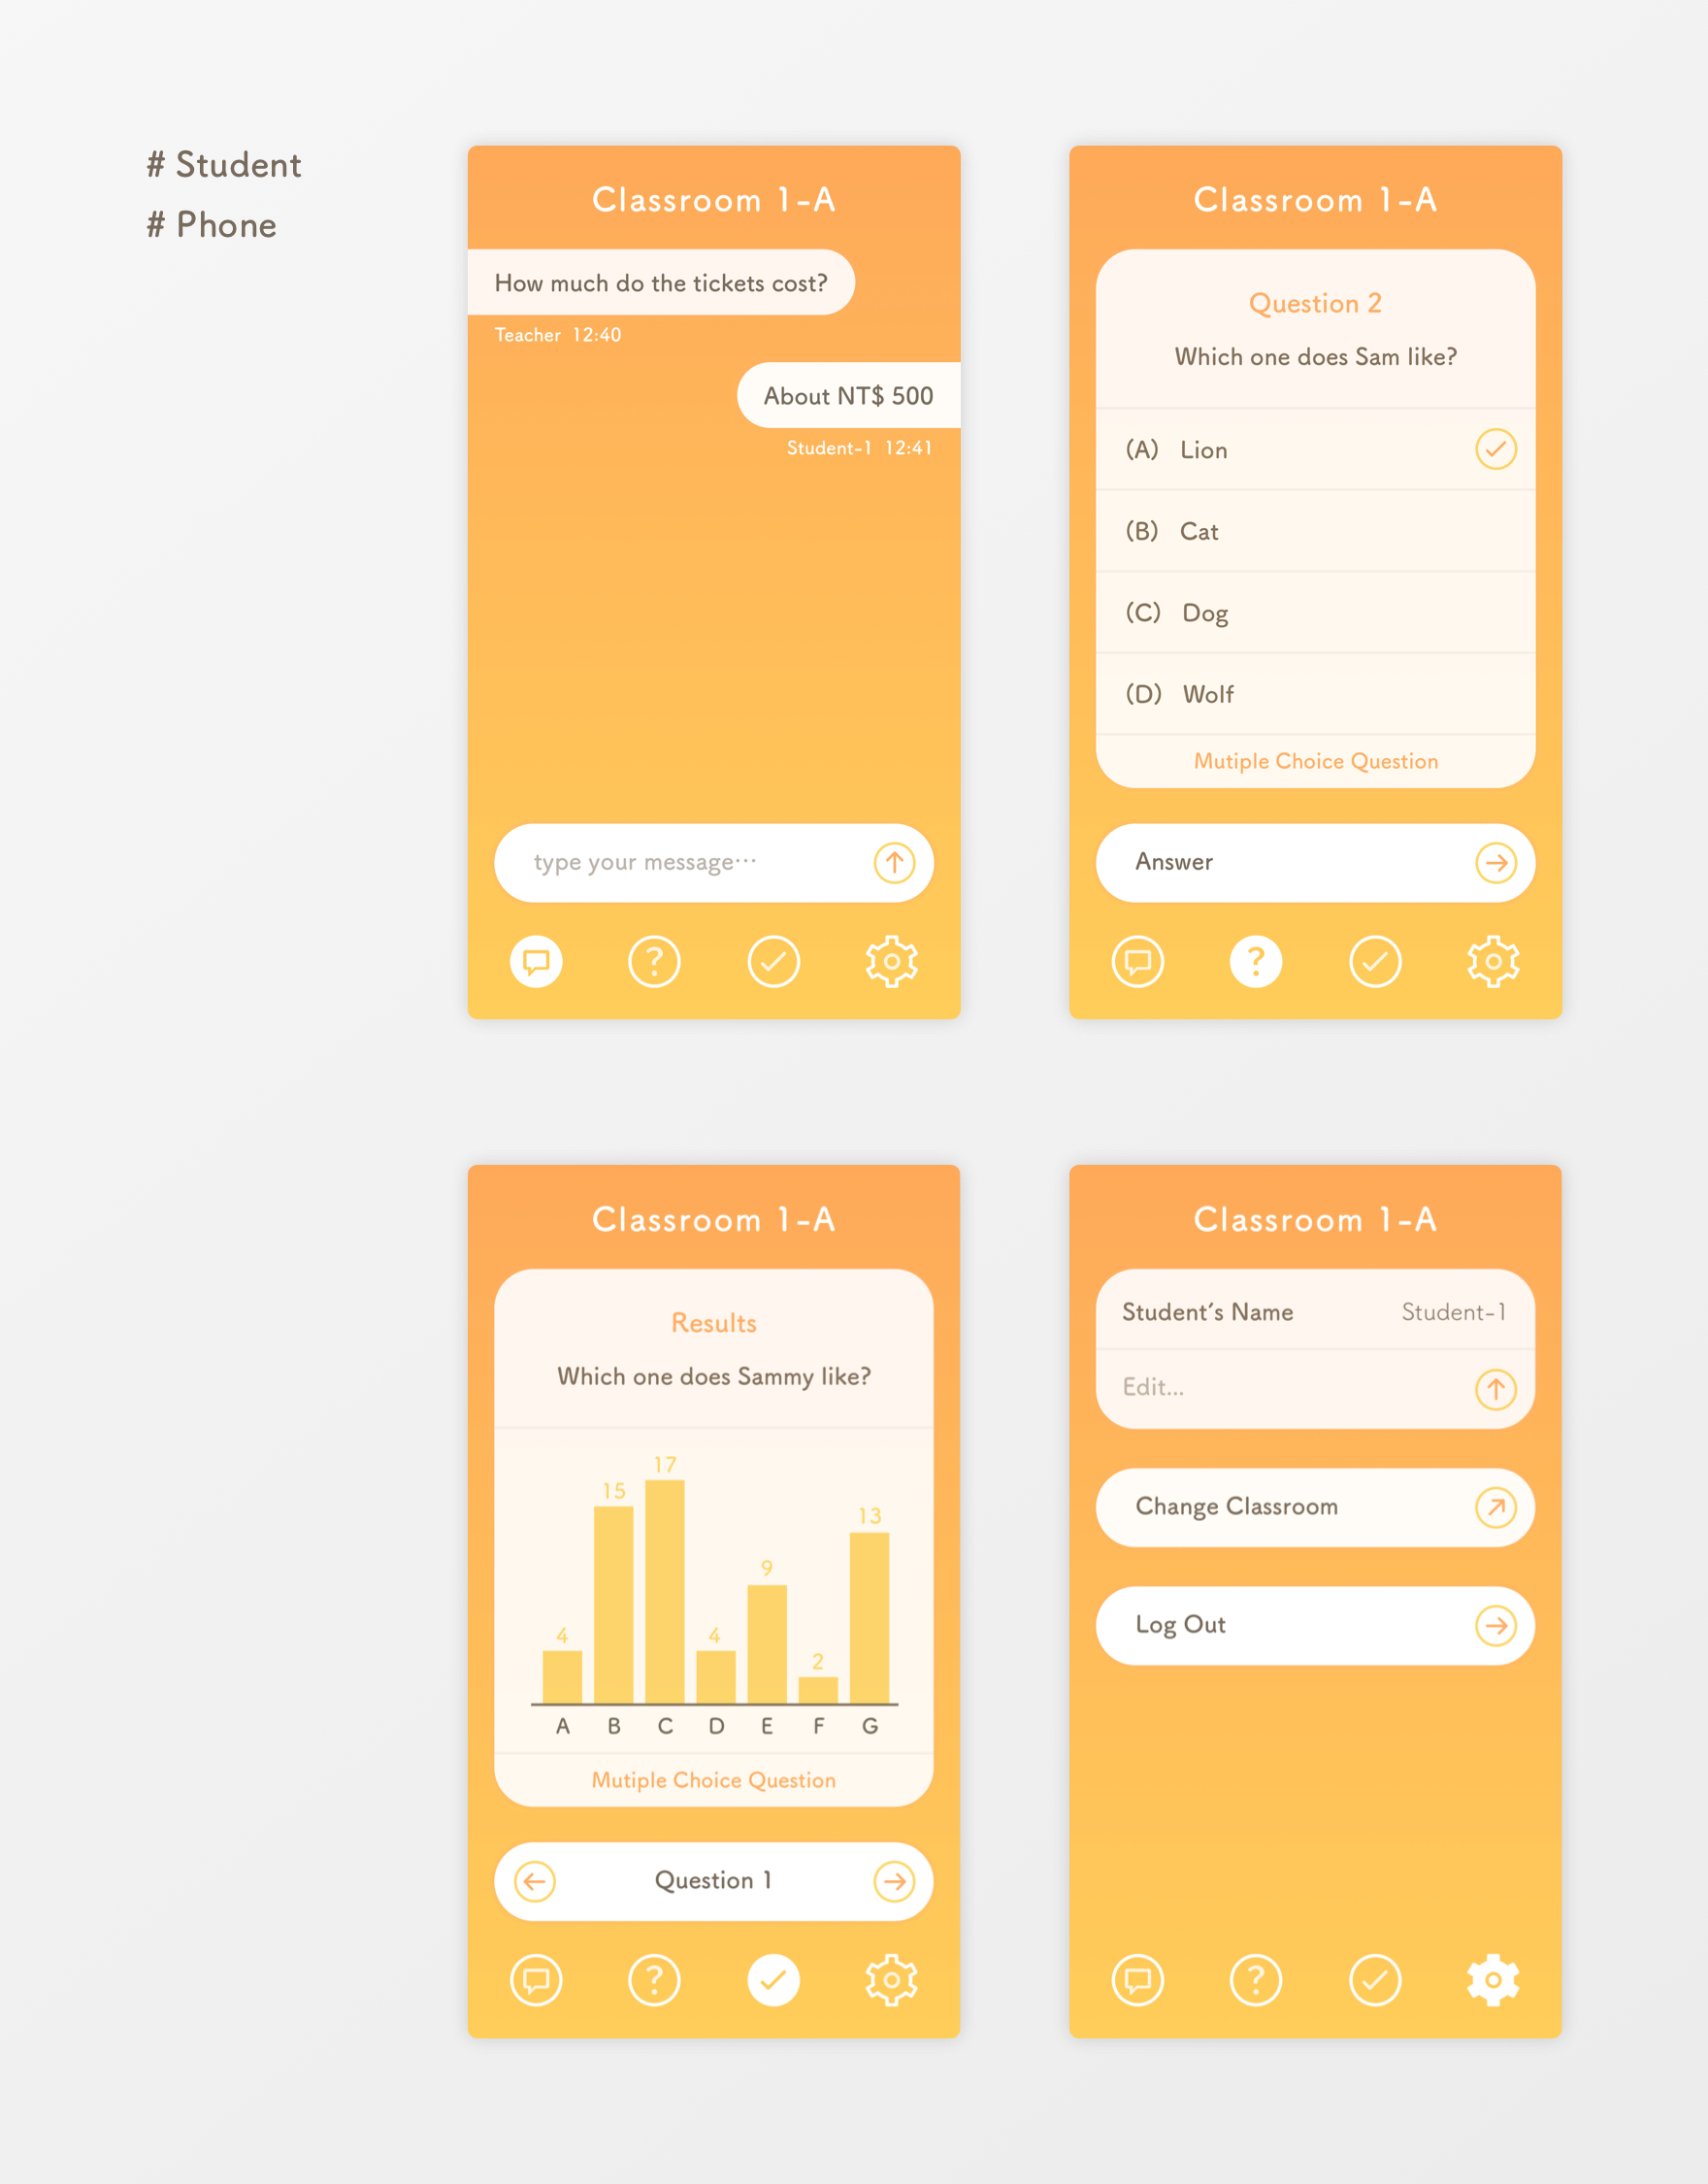 # Student
# Phone
Classroom 1-A
How much do the tickets cost?
Teacher 12:40
About NT$ 500
Student-1 12:41
type your message···
?
Classroom 1-A
Question 2
Which one does Sam like?
(A) Lion
(B) Cat
(C) Dog
(D) Wolf
Mutiple Choice Question
Answer
?
Classroom 1-A
Results
Which one does Sammy like?
17
15
13
9
4
4
2
A B C D E F G
Mutiple Choice Question
Question 1
?
Classroom 1-A
Student's Name Student-1
Edit...
Change Classroom
Log Out
?